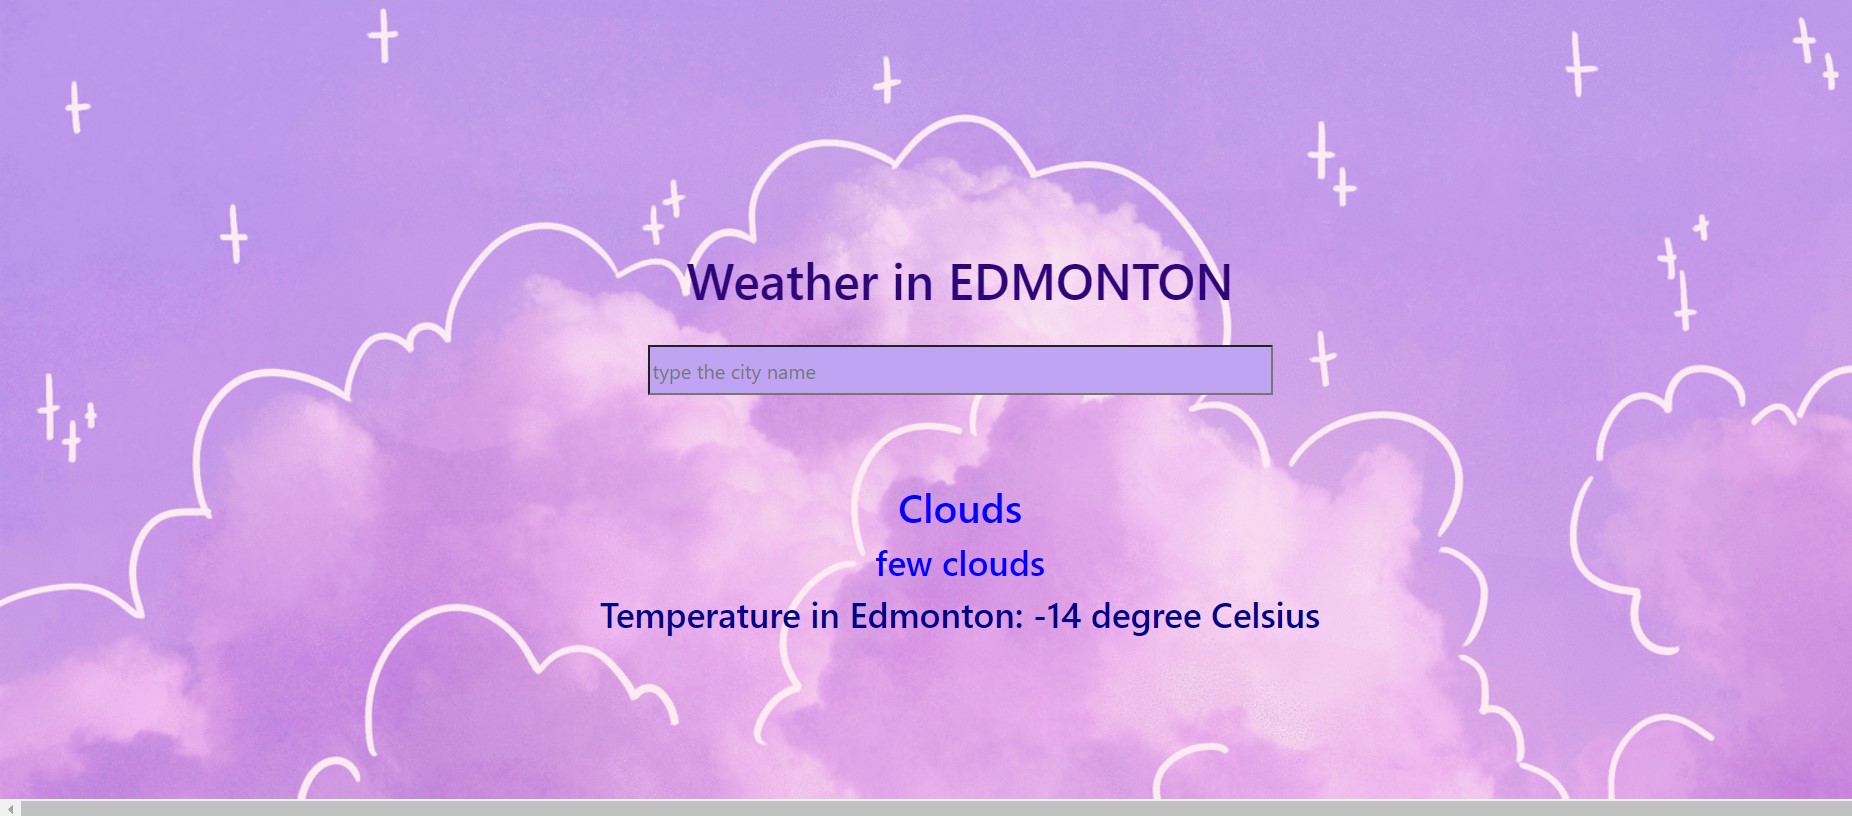 Weather in EDMONTON
type the city name
Clouds
few clouds
Temperature in Edmonton: -14 degree Celsius